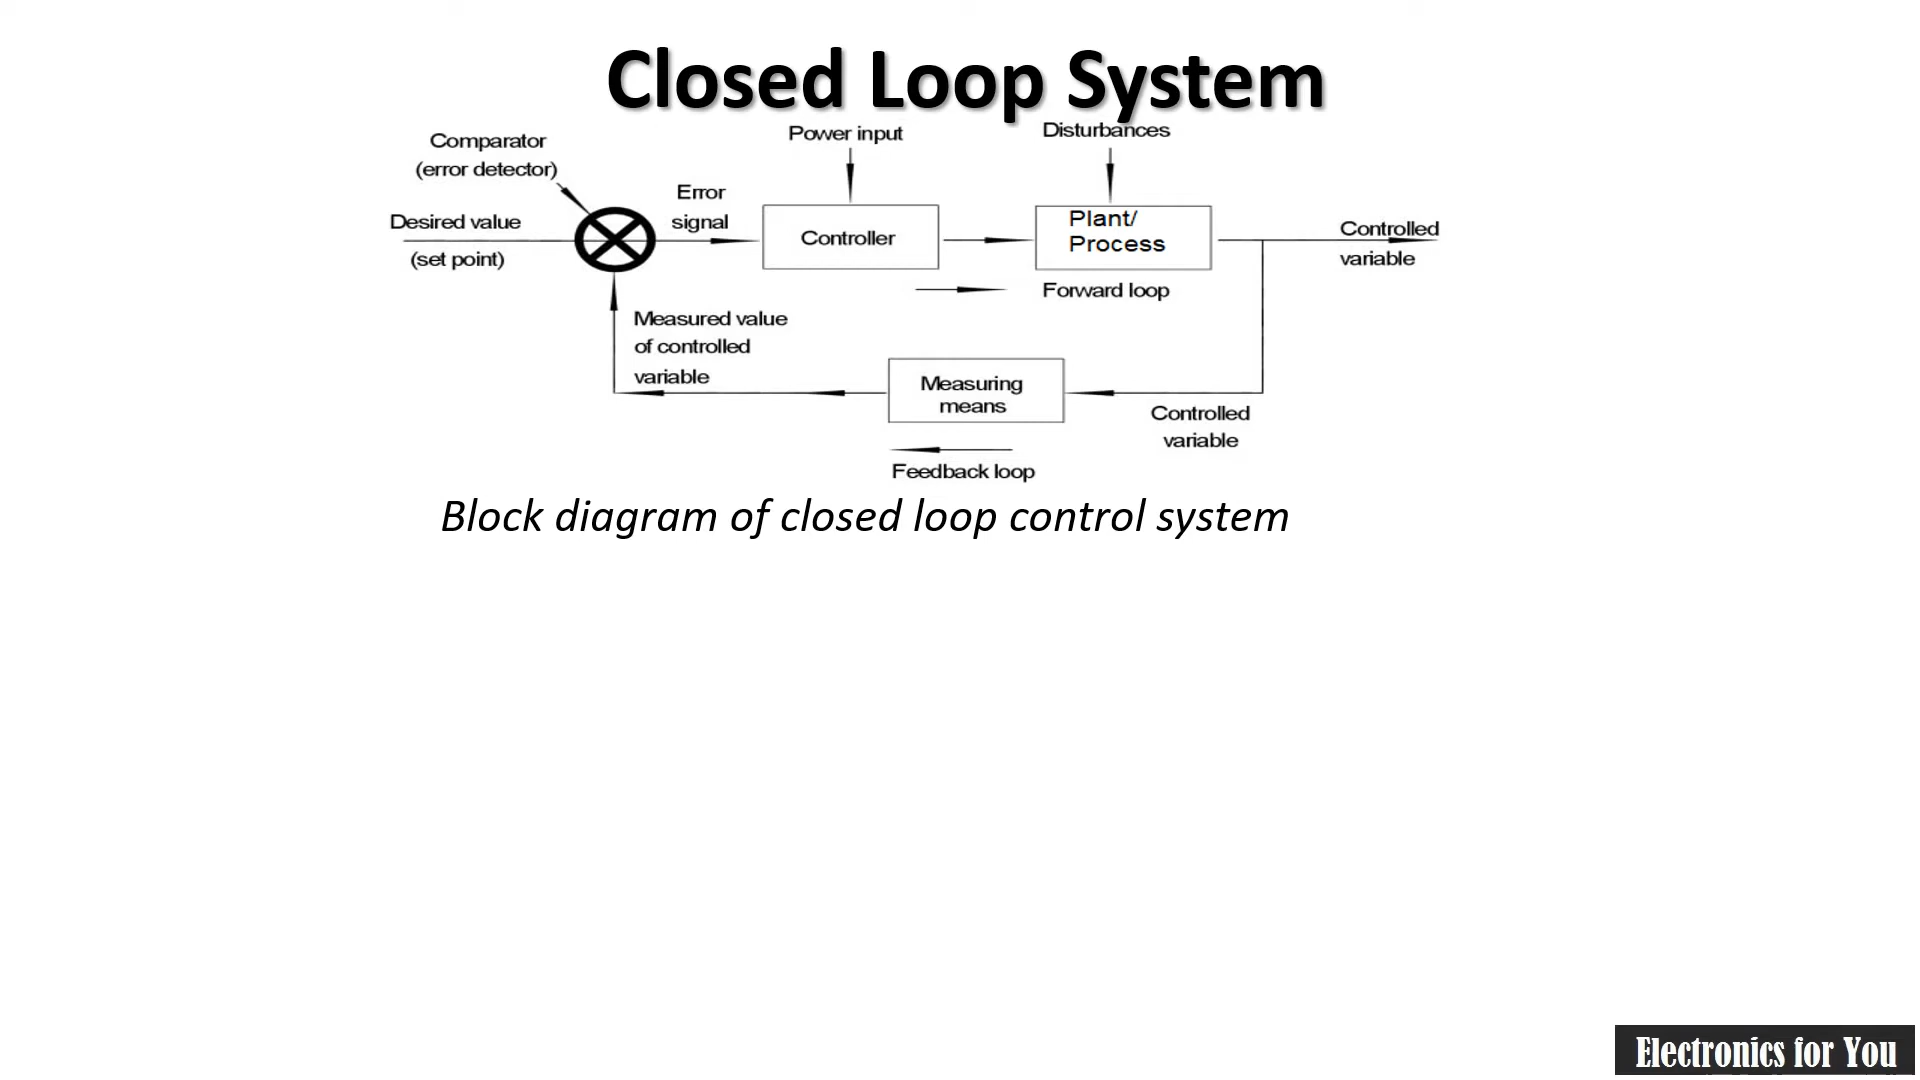 Closed Loop System
Comparator
(error detector)
Power input
Disturbances
Error
signal
Desired value
(set point)
Controller
Plant/
Process
Controlled
variable
Forward loop
Measured value
of controlled
variable
Measuring
means
Controlled
variable
Feedback loop
Block diagram of closed loop control system
Electronics for You